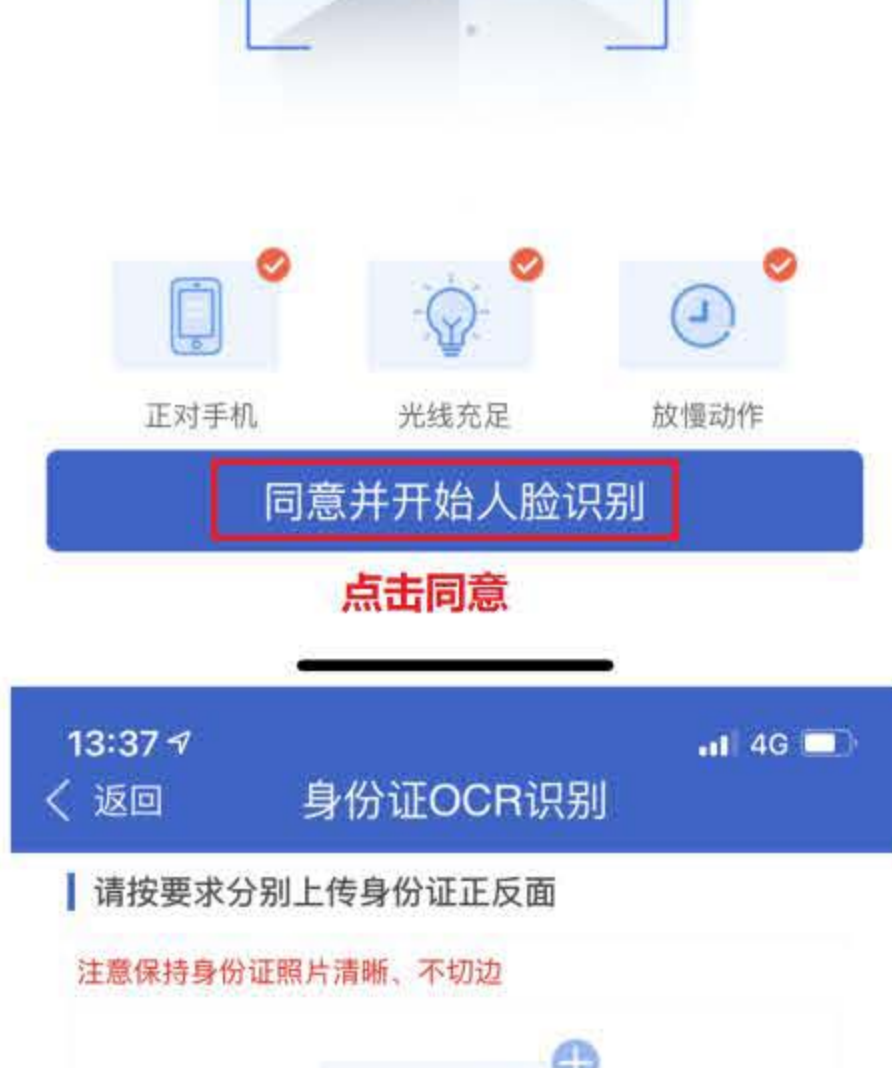 正对手机 光线充足 放慢动作
同意并开始人脸识别
点击同意
13:37 4G
返回 身份证OCR识别
请按要求分别上传身份证正反面
注意保持身份证照片清晰、不切边